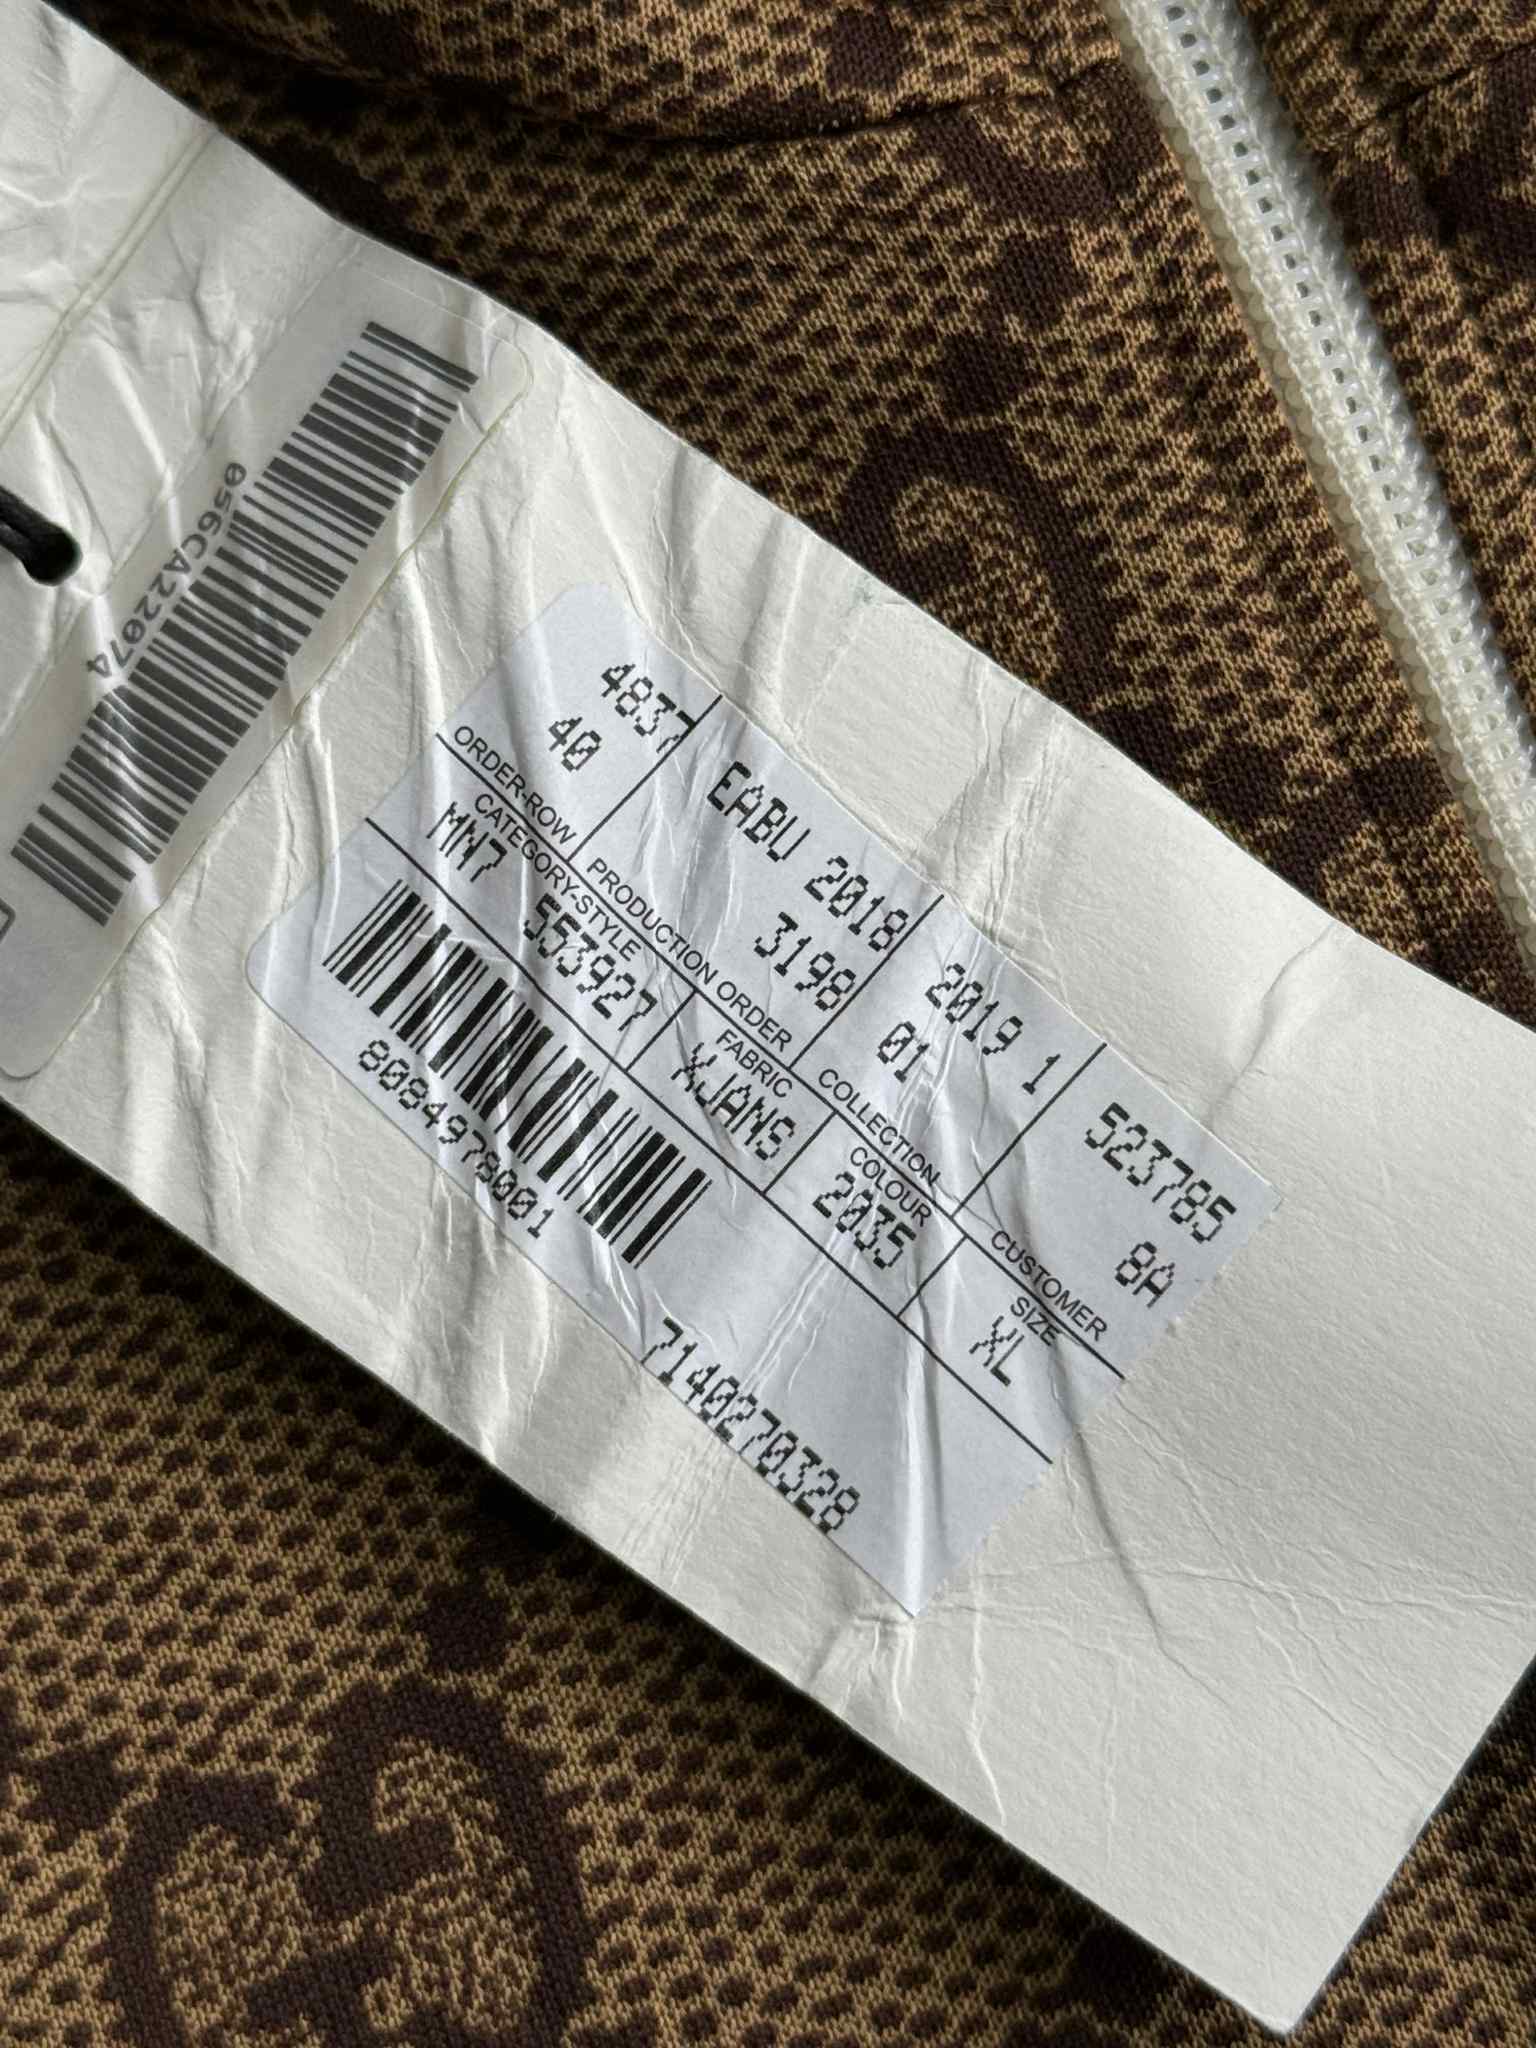 056CA22074
4837 EABU 2018 2019 1 523785
40 3198 01 8A
ORDER-ROW PRODUCTION ORDER COLLECTION CUSTOMER
CATEGORY-STYLE FABRIC COLOUR SIZE
MN7 553927 XJANS 2035 XL
8084978001 7140270328